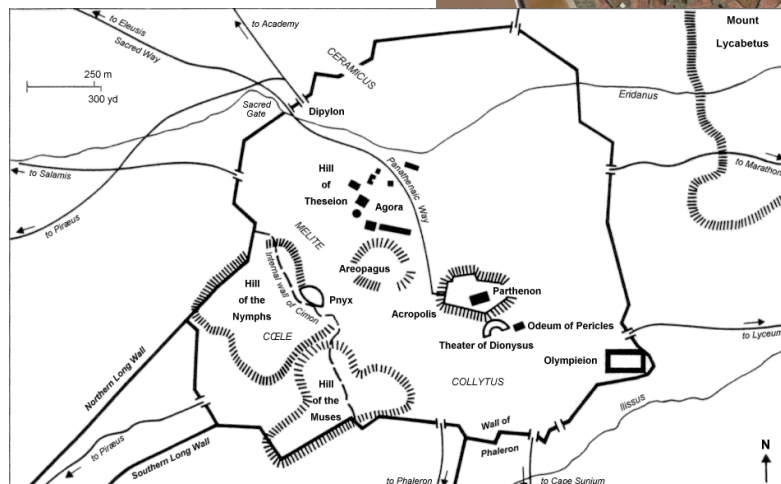 to Eleusis
Sacred Way
to Academy
Mount
Lycabetus
CERAMICUS
250 m
300 yd
Sacred
Gate
Dipylon
Eridanus
to Salamis
to Piræus
Hill
of
Theseion
Agora
Panathenaic Way
to Marathon
MELITE
Areopagus
Hill
of the
Nymphs
Internal wall of Cimon
Pnyx
CŒLE
Parthenon
Acropolis
Odeum of Pericles
Theater of Dionysus
to Lyceum
Olympieion
Northern Long Wall
Hill
of the
Muses
COLLYTUS
Ilissus
to Piræus
Southern Long Wall
Wall of
Phaleron
to Phaleron
to Cape Sunium
N